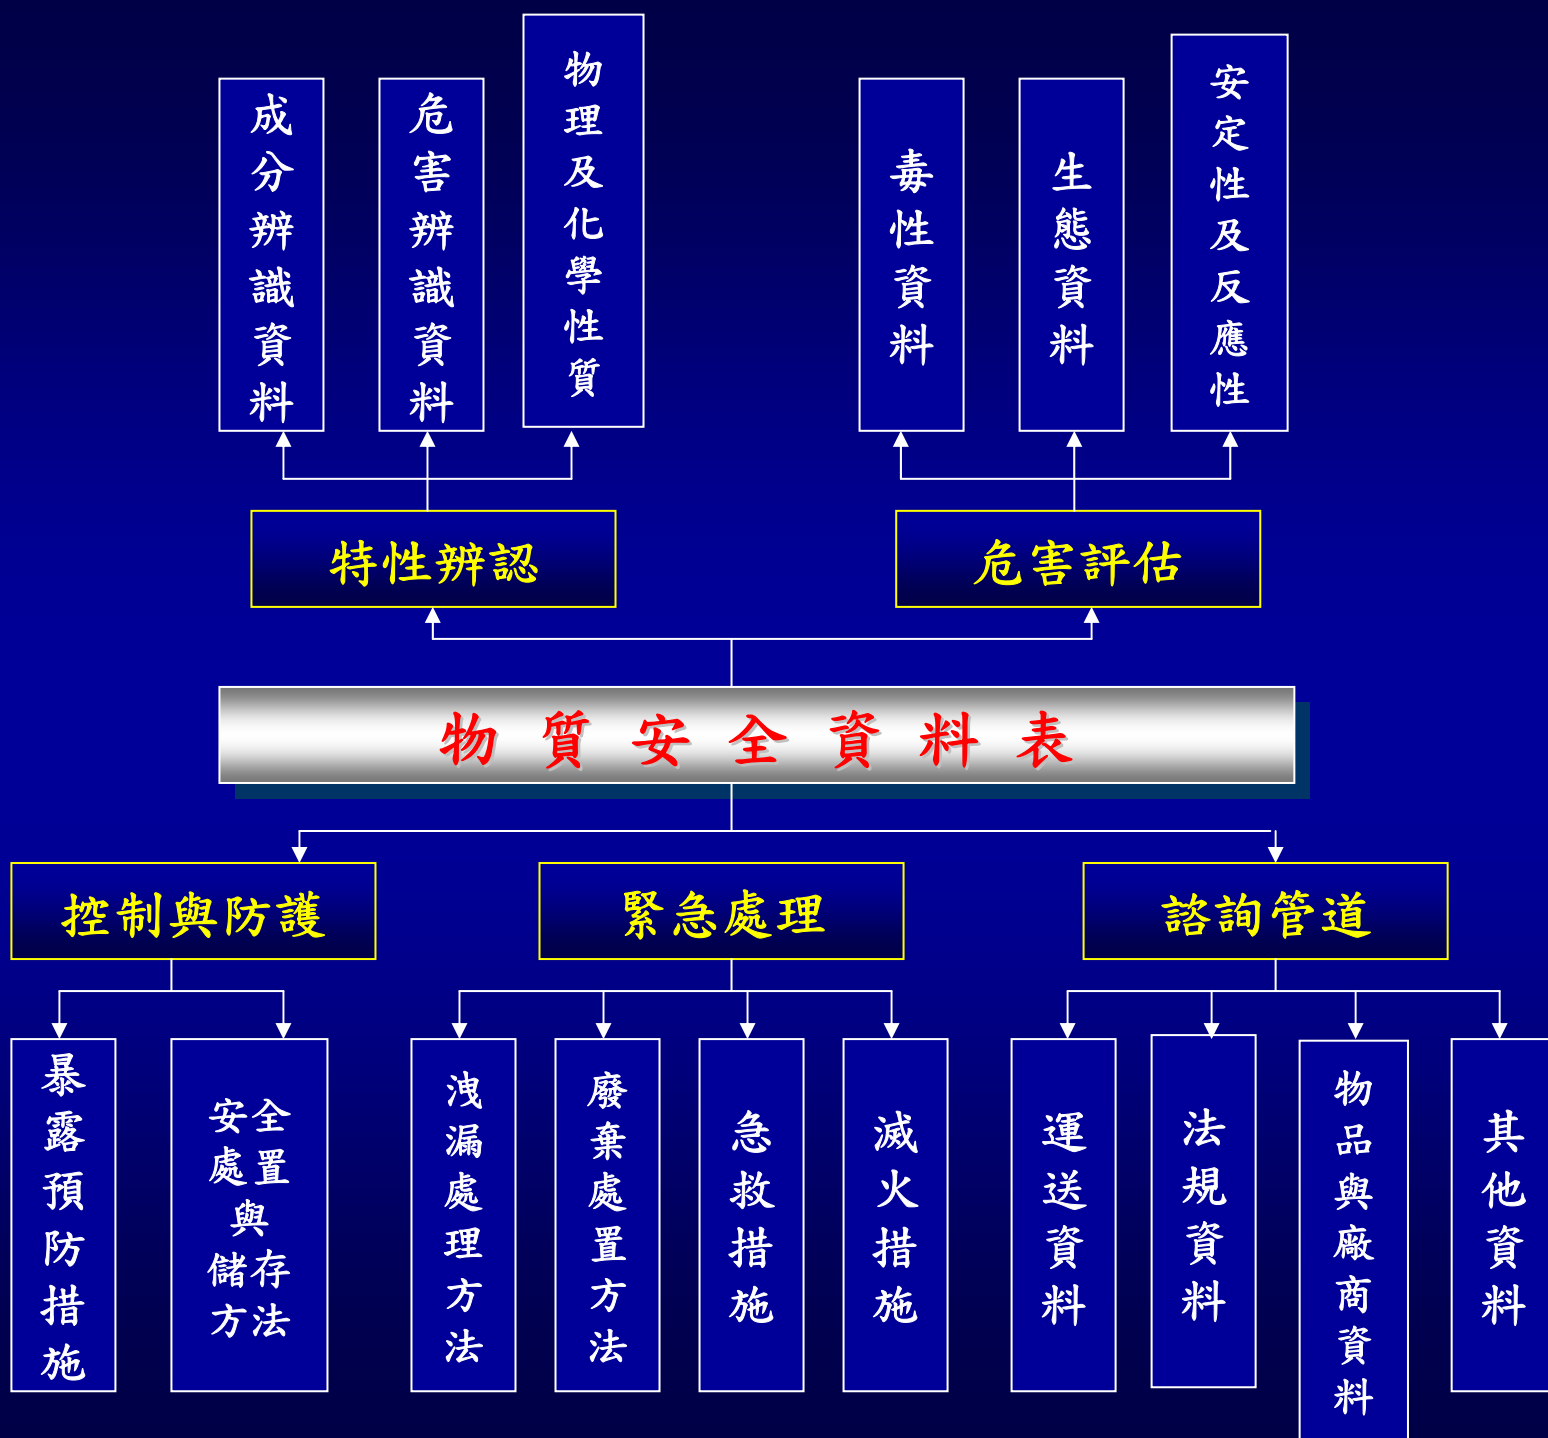 成分辨識資料
危害辨識資料
物理及化學性質
毒性資料
生態資料
安定性及反應性
特性辨認
危害評估
物質安全資料表
控制與防護
緊急處理
諮詢管道
暴露預防措施
安全
處置
與
儲存
方法
洩漏處理方法
廢棄處置方法
急救措施
滅火措施
運送資料
法規資料
物品與廠商資料
其他資料